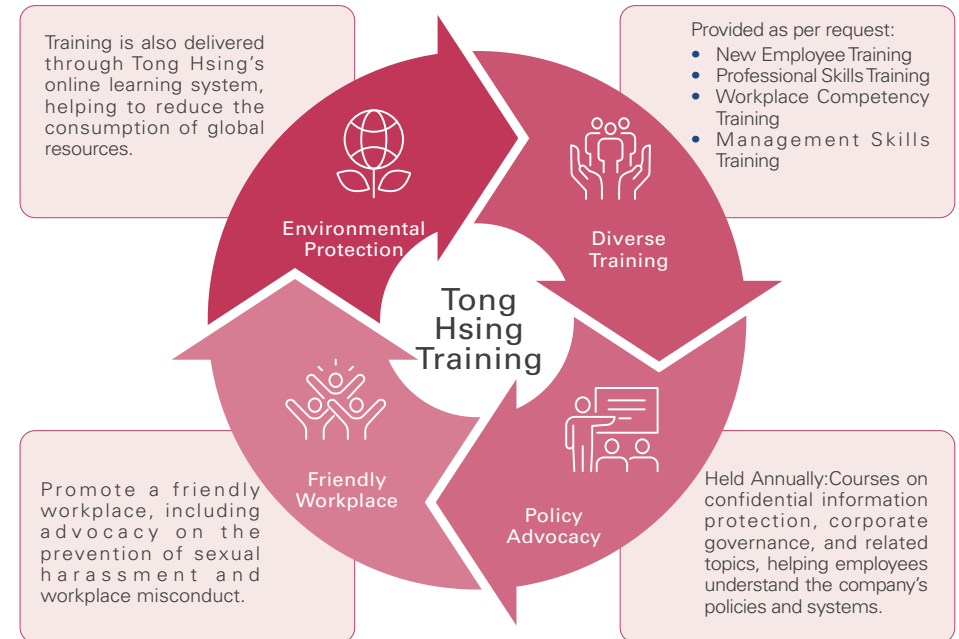 Training is also delivered
through Tong Hsing's
online learning system,
helping to reduce the
consumption of global
resources.
Provided as per request:
• New Employee Training
• Professional Skills Training
• Workplace Competency
Training
• Management Skills
Training
Environmental
Protection
Diverse
Training
Tong
Hsing
Training
Friendly
Workplace
Policy
Advocacy
Promote a friendly
workplace, including
advocacy on the
prevention of sexual
harassment and
workplace misconduct.
Held Annually:Courses on
confidential information
protection, corporate
governance, and related
topics, helping employees
understand the company's
policies and systems.